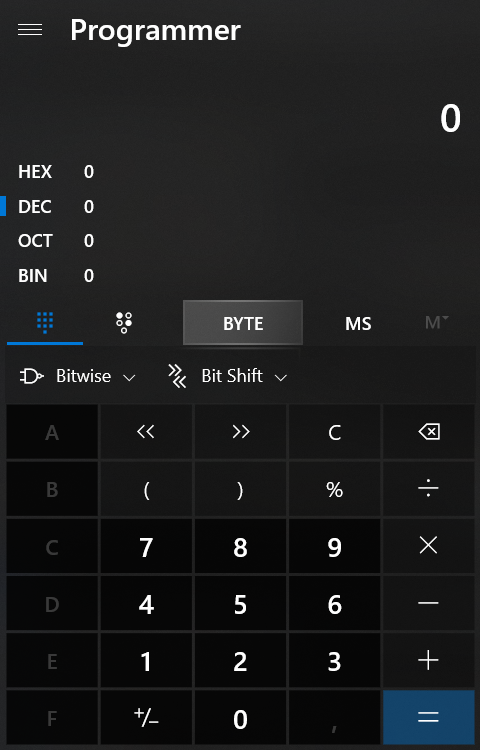 Programmer
0
HEX 0
DEC 0
OCT 0
BIN 0
BYTE MS M
Bitwise Bit Shift
A << >> C
B ( ) % ÷
C 7 8 9 ×
D 4 5 6 −
E 1 2 3 +
F +/− 0 , =